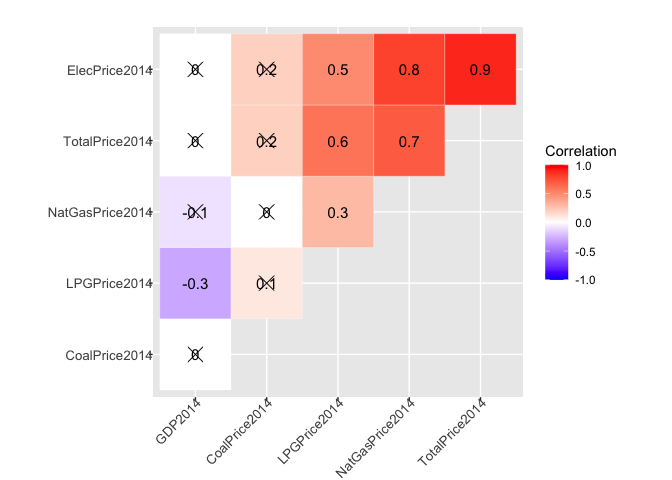 ElecPrice2014 0 0.2 0.5 0.8 0.9
TotalPrice2014 0 0.2 0.6 0.7
NatGasPrice2014 -0.1 0 0.3
LPGPrice2014 -0.3 0.1
CoalPrice2014 0
GDP2014 CoalPrice2014 LPGPrice2014 NatGasPrice2014 TotalPrice2014
Correlation
1.0
0.5
0.0
-0.5
-1.0